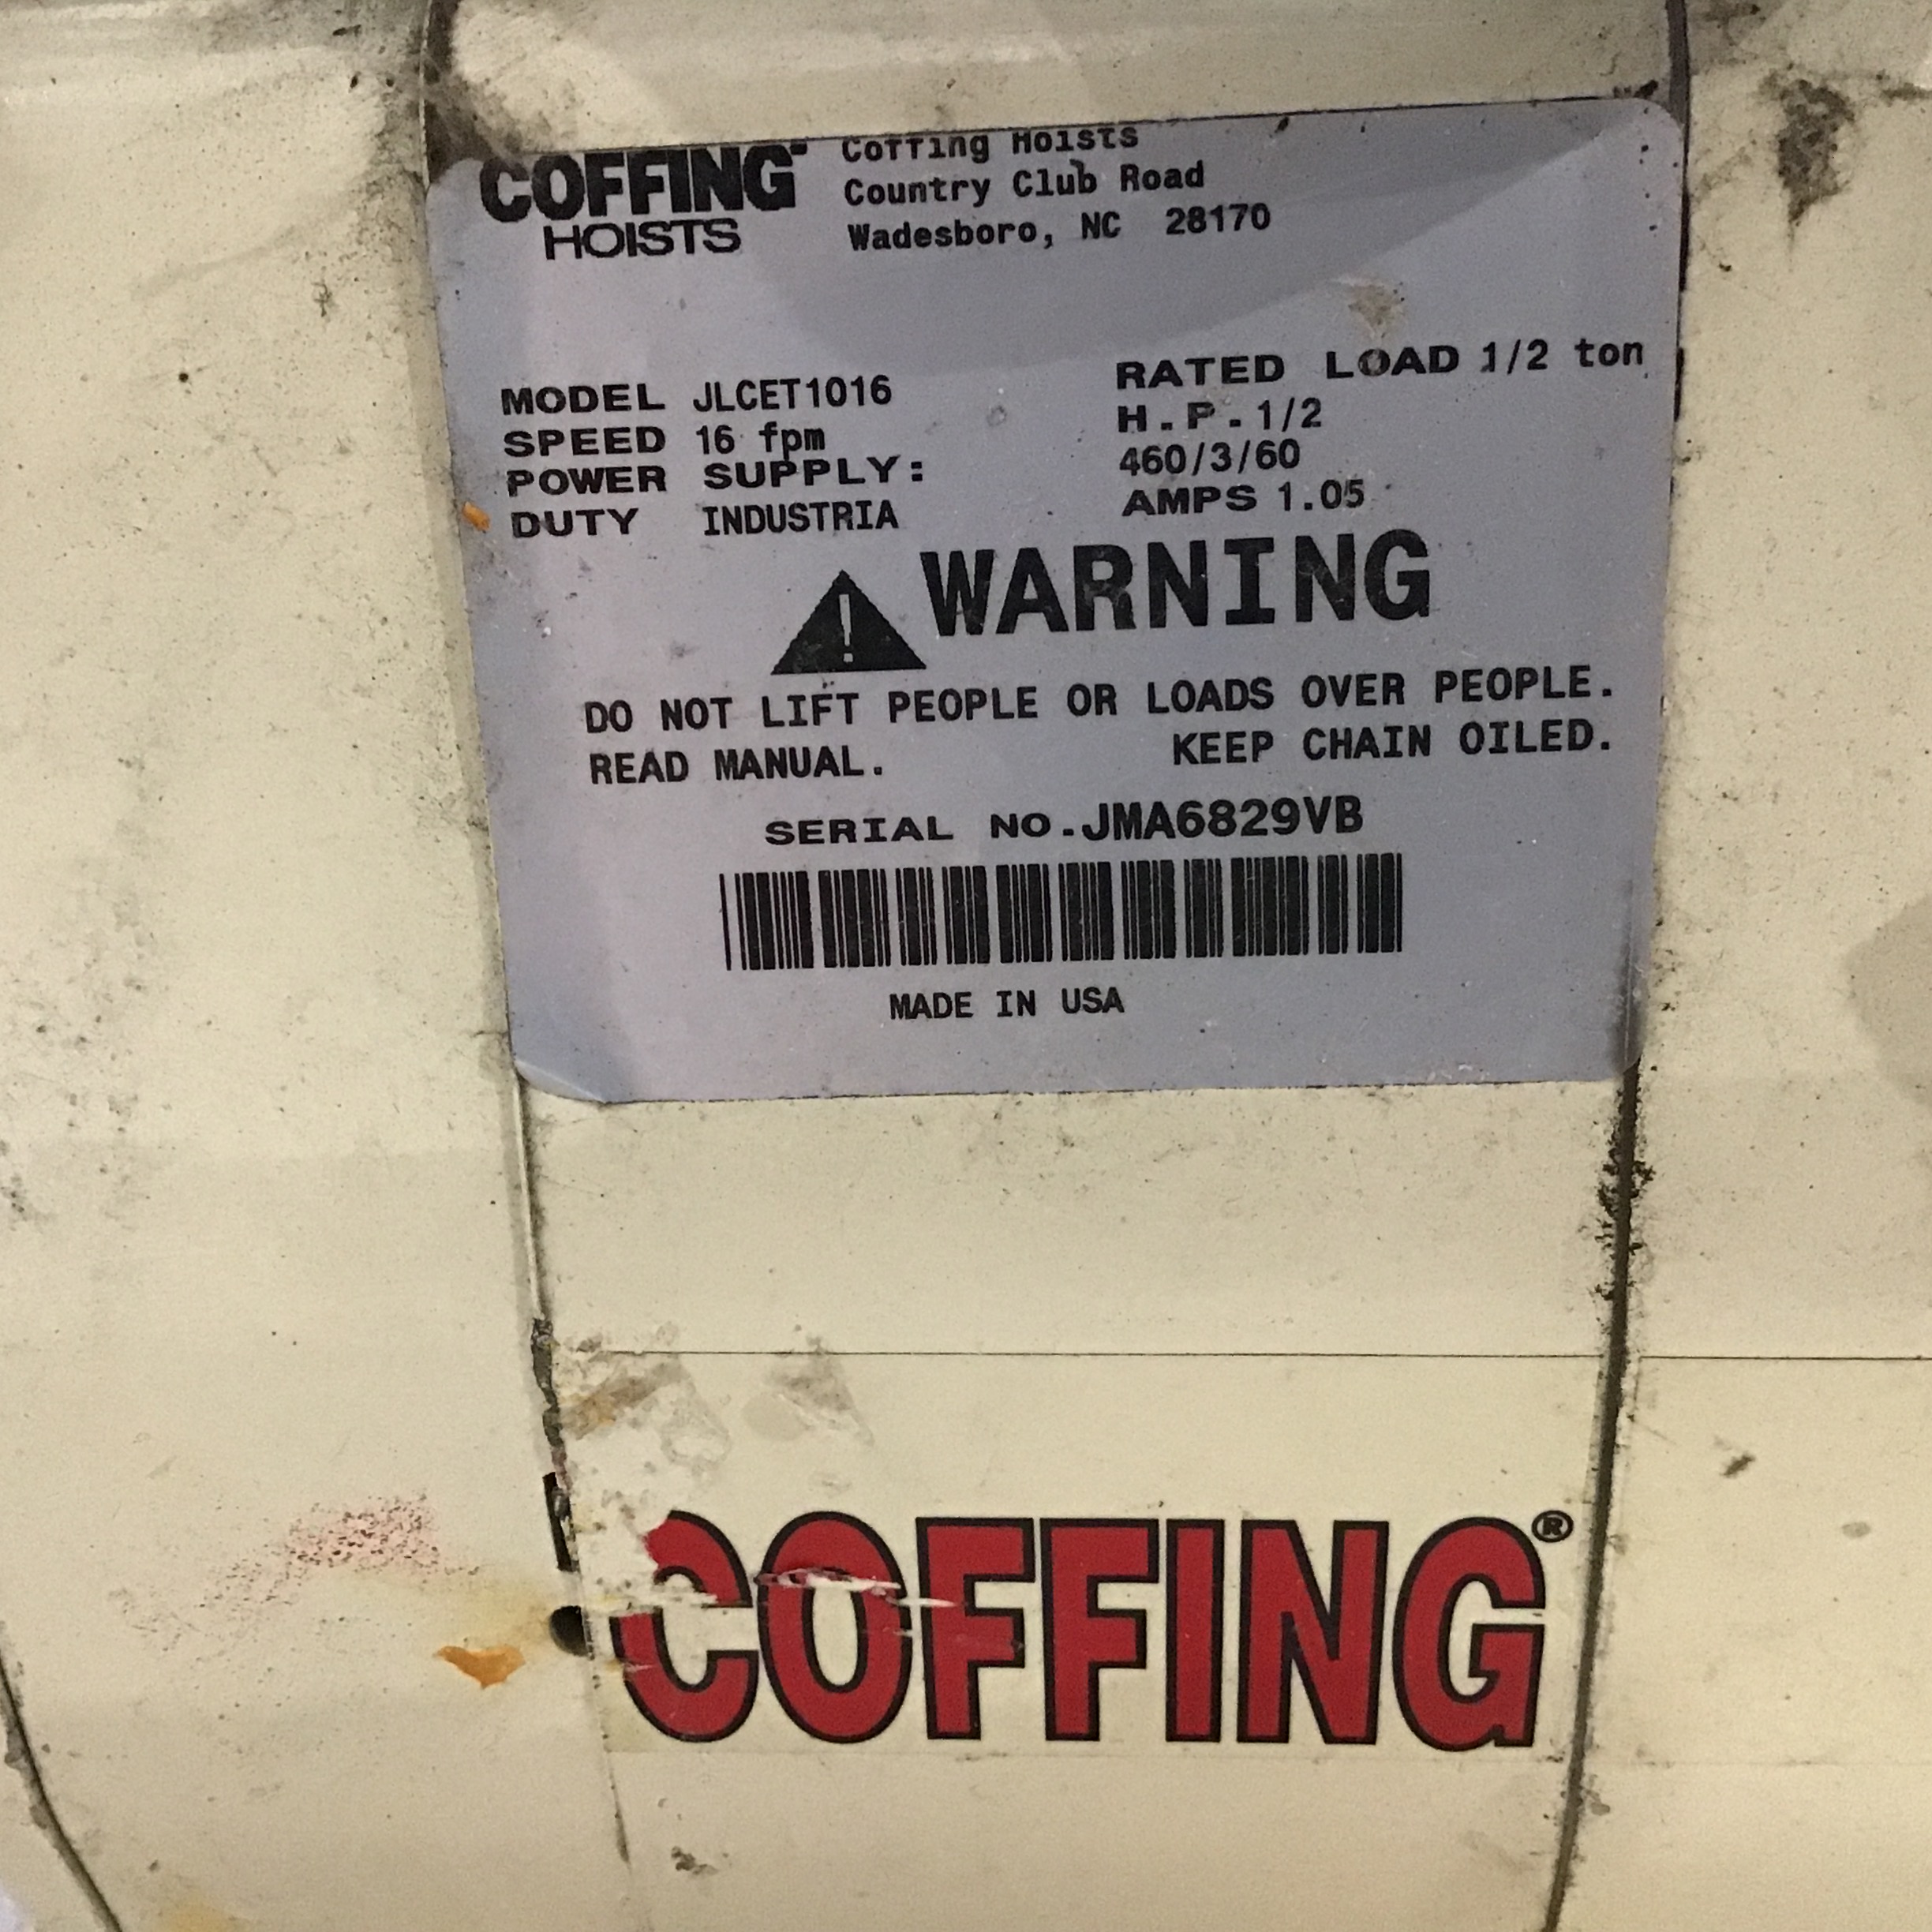 COFFING HOISTS
Coffing Hoists
Country Club Road
Wadesboro, NC 28170
MODEL JLCET1016
RATED LOAD 1/2 ton
SPEED 16 fpm
H.P. 1/2
POWER SUPPLY:
460/3/60
DUTY INDUSTRIA
AMPS 1.05
WARNING
DO NOT LIFT PEOPLE OR LOADS OVER PEOPLE.
READ MANUAL. KEEP CHAIN OILED.
SERIAL NO.JMA6829VB
MADE IN USA
COFFING®